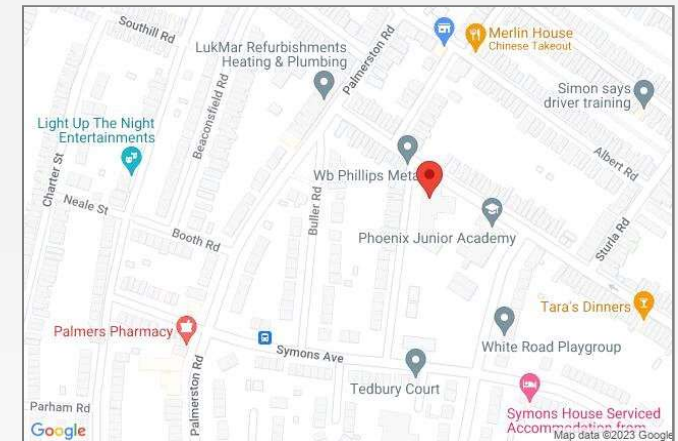 Southill Rd
LukMar Refurbishments
Heating & Plumbing
Palmerston Rd
Merlin House
Chinese Takeout
Simon says
driver training
Beaconsfield Rd
Light Up The Night
Entertainments
Charter St
Wb Phillips Meta
Albert Rd
Neale St
Buller Rd
Booth Rd
Phoenix Junior Academy
Sturla Rd
Tara's Dinners
Palmers Pharmacy
White Road Playgroup
Symons Ave
Tedbury Court
Palmerston Rd
Parham Rd
Symons House Serviced
Accommodation from
Google
Map data ©2023 Google